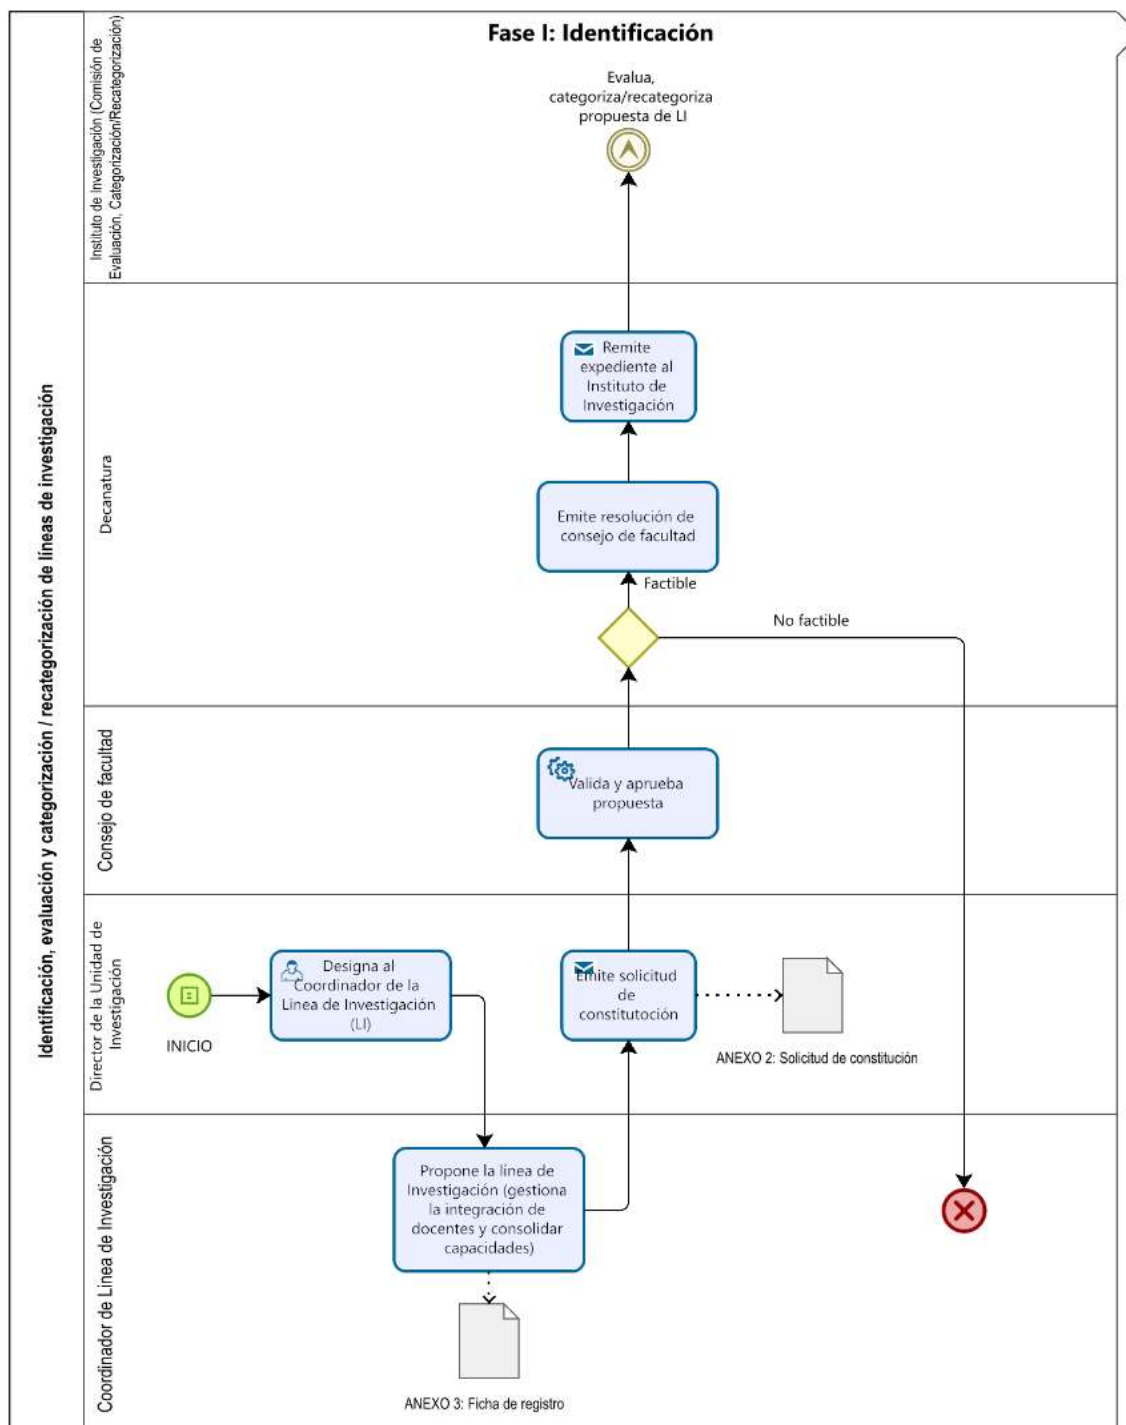 Fase I: Identificación
Identificación, evaluación y categorización / recategorización de líneas de investigación
Instituto de Investigación (Comisión de
Evaluación, Categorización/Recategorización)
Evalua,
categoriza/recategoriza
propuesta de LI
Decanatura
Remite
expediente al
Instituto de
Investigación
Emite resolución de
consejo de facultad
Factible
No factible
Consejo de facultad
Valida y aprueba
propuesta
Director de la Unidad de
Investigación
INICIO
Designa al
Coordinador de la
Linea de Investigación
(LI)
Emite solicitud
de
constitutoción
ANEXO 2: Solicitud de constitución
Coordinador de Linea de Investigación
Propone la línea de
Investigación (gestiona
la integración de
docentes y consolidar
capacidades)
ANEXO 3: Ficha de registro